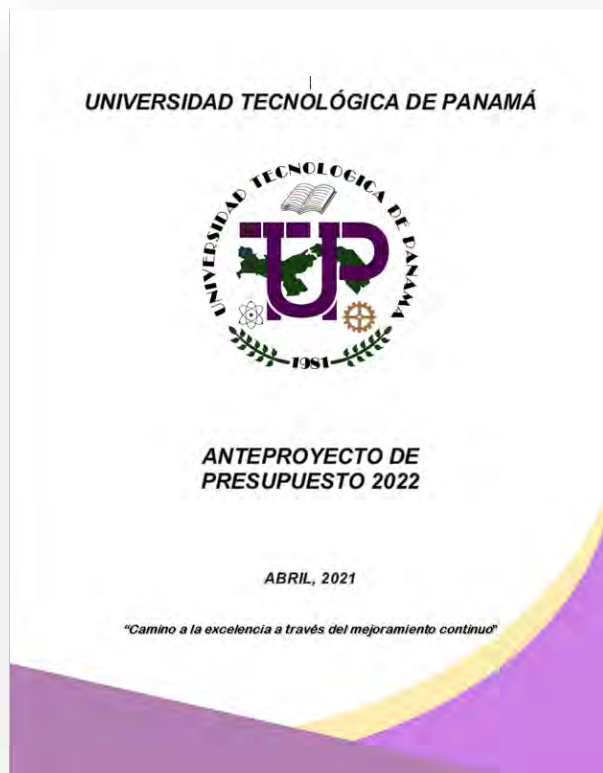 UNIVERSIDAD TECNOLÓGICA DE PANAMÁ
UNIVERSIDAD TECNOLOGICA DE PANAMA
UTP
1981
ANTEPROYECTO DE
PRESUPUESTO 2022
ABRIL, 2021
“Camino a la excelencia a través del mejoramiento continuo”